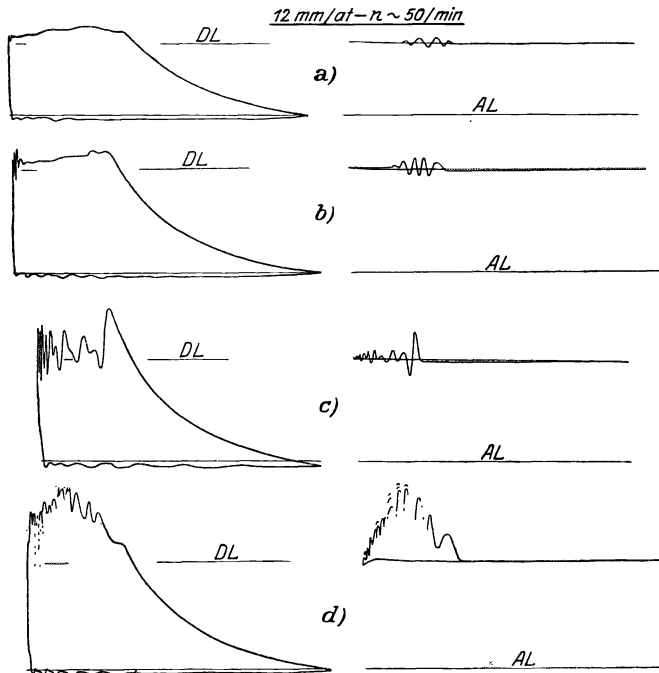 12 mm/at – n ~ 50/min
DL
a)
AL
DL
b)
AL
DL
c)
AL
DL
d)
AL